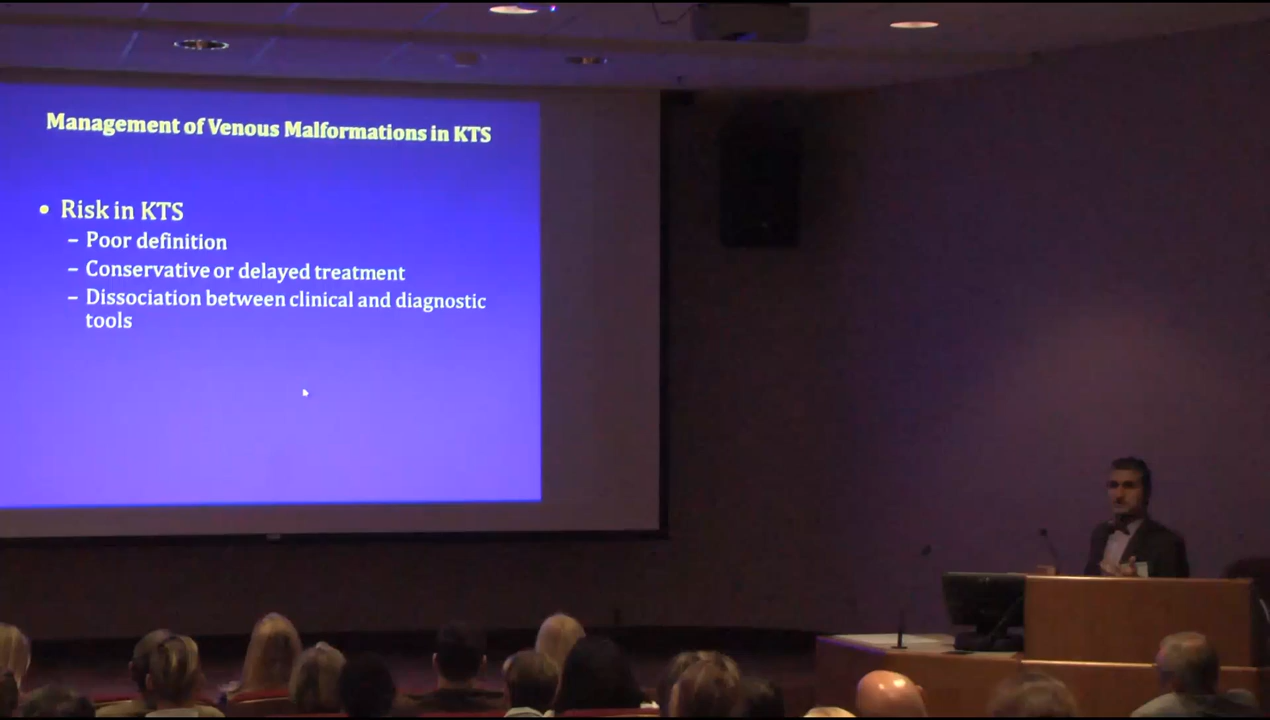 Management of Venous Malformations in KTS
• Risk in KTS
– Poor definition
– Conservative or delayed treatment
– Dissociation between clinical and diagnostic
tools